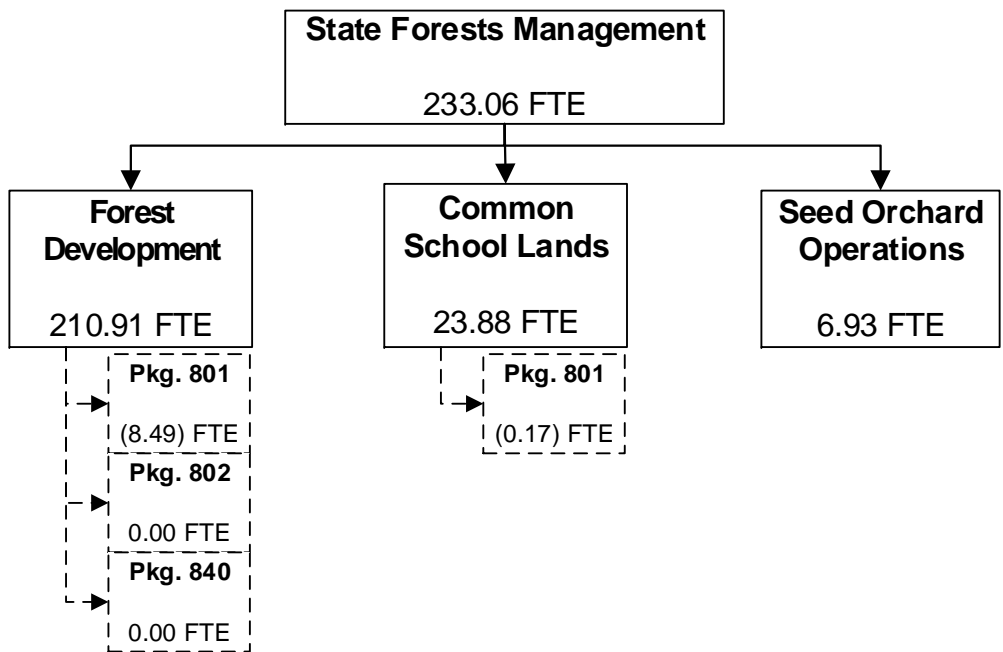 State Forests Management
233.06 FTE
Forest
Development
210.91 FTE
Common
School Lands
23.88 FTE
Seed Orchard
Operations
6.93 FTE
Pkg. 801
(8.49) FTE
Pkg. 802
0.00 FTE
Pkg. 840
0.00 FTE
Pkg. 801
(0.17) FTE